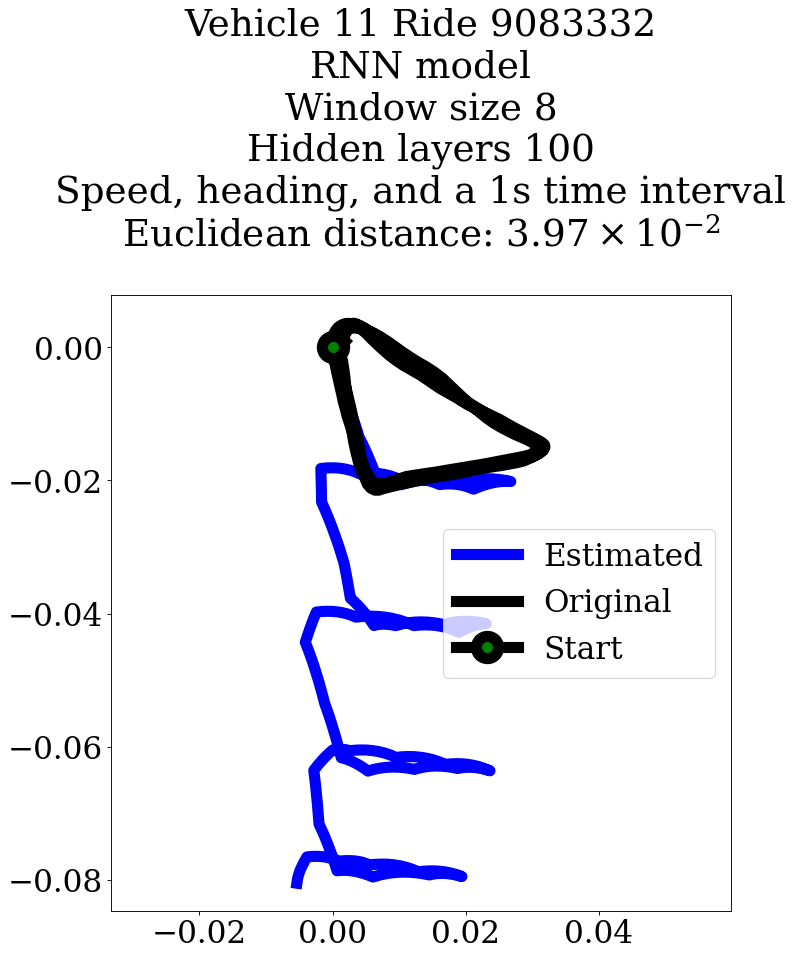 Vehicle 11 Ride 9083332
RNN model
Window size 8
Hidden layers 100
Speed, heading, and a 1s time interval
Euclidean distance: 3.97 × 10⁻²
0.00
−0.02
−0.04
−0.06
−0.08
Estimated
Original
Start
−0.02 0.00 0.02 0.04